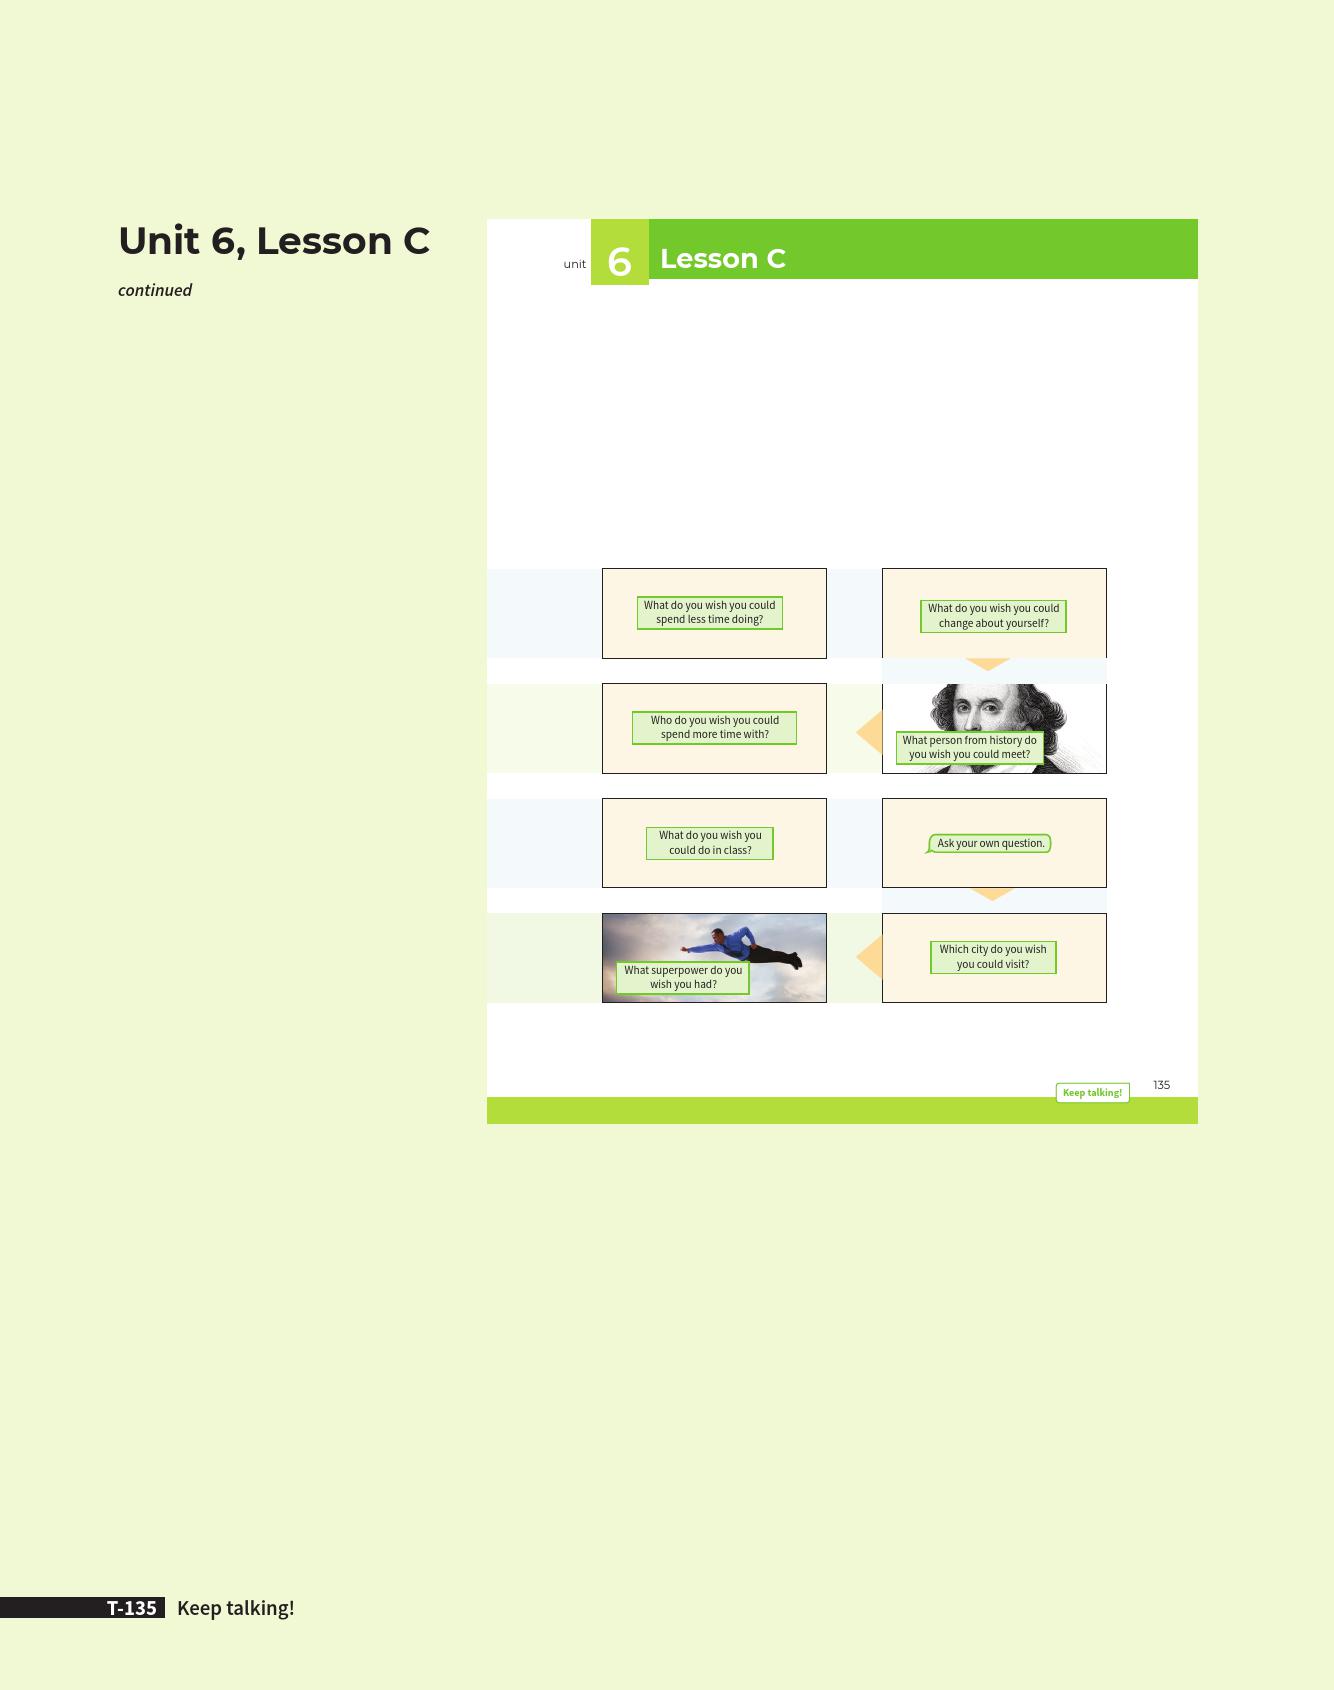 Unit 6, Lesson C
continued
unit
6
Lesson C
What do you wish you could
spend less time doing?
What do you wish you could
change about yourself?
Who do you wish you could
spend more time with?
What person from history do
you wish you could meet?
What do you wish you
could do in class?
Ask your own question.
What superpower do you
wish you had?
Which city do you wish
you could visit?
Keep talking!
135
T-135
Keep talking!